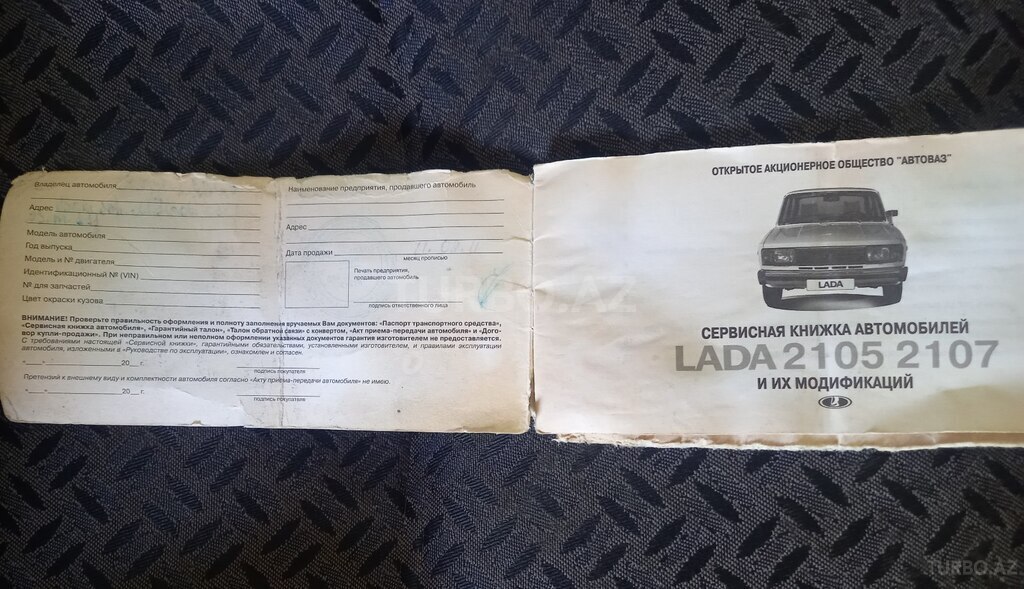 Владелец автомобиля
Адрес
Модель автомобиля
Год выпуска
Модель и № двигателя
Идентификационный № (VIN)
№ для запчастей
Цвет окраски кузова
Наименование предприятия, продавшего автомобиль
Адрес
Дата продажи
месяц прописью
Печать предприятия,
продавшего автомобиль
подпись ответственного лица
ВНИМАНИЕ! Проверьте правильность оформления и полноту заполнения вручаемых Вам документов: «Паспорт транспортного средства»,
«Сервисная книжка автомобиля», «Гарантийный талон», «Талон обратной связи» с конвертом, «Акт приема-передачи автомобиля» и «Дого-
вор купли-продажи». При неправильном или неполном оформлении указанных документов гарантия изготовителем не предоставляется.
С требованиями настоящей «Сервисной книжки», гарантийными обязательствами, установленными изготовителем, и правилами эксплуатации
автомобиля, изложенными в «Руководстве по эксплуатации», ознакомлен и согласен.
20__ г.
подпись покупателя
Претензий к внешнему виду и комплектности автомобиля согласно «Акту приема-передачи автомобиля» не имею.
20__ г.
подпись покупателя
ОТКРЫТОЕ АКЦИОНЕРНОЕ ОБЩЕСТВО "АВТОВАЗ"
LADA
СЕРВИСНАЯ КНИЖКА АВТОМОБИЛЕЙ
LADA 2105 2107
И ИХ МОДИФИКАЦИЙ
TURBO.AZ
TURBO.AZ